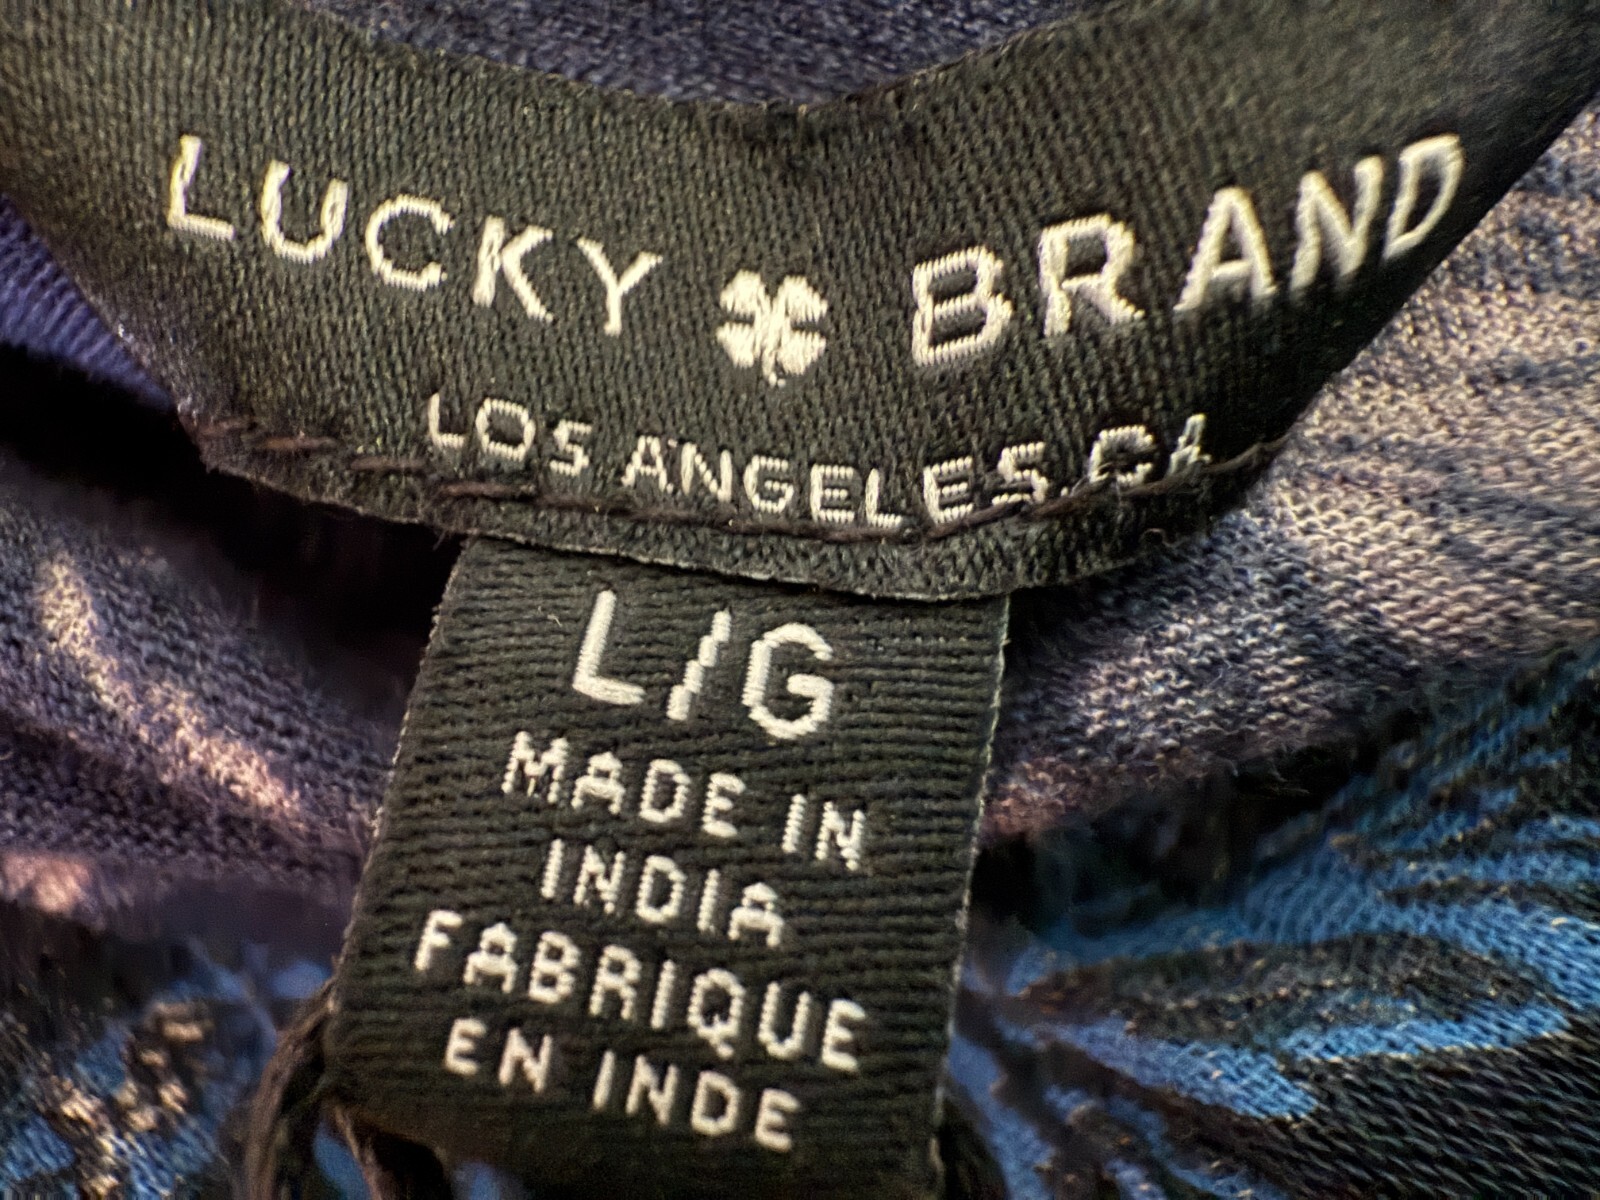 LUCKY BRAND
LOS ANGELES, CA
L/G
MADE IN
INDIA
FABRIQUE
EN INDE